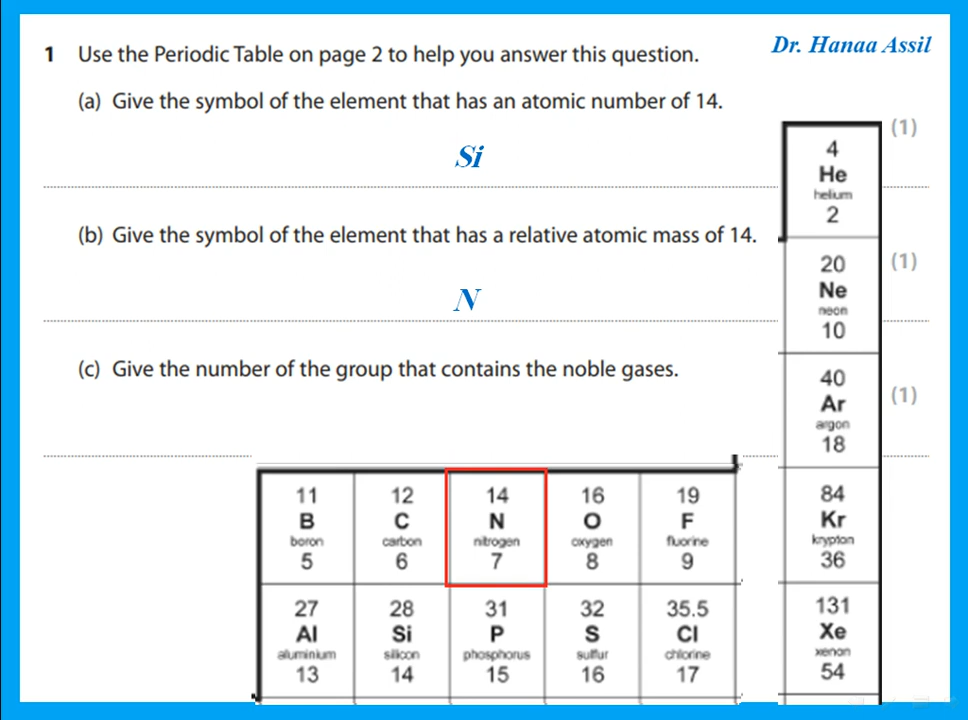 Dr. Hanaa Assil
1 Use the Periodic Table on page 2 to help you answer this question.
(a) Give the symbol of the element that has an atomic number of 14.
(1)
Si
(b) Give the symbol of the element that has a relative atomic mass of 14.
(1)
N
(c) Give the number of the group that contains the noble gases.
(1)
4
He
helium
2
20
Ne
neon
10
40
Ar
argon
18
84
Kr
krypton
36
131
Xe
xenon
54
11 12 14 16 19
B C N O F
boron carbon nitrogen oxygen fluorine
5 6 7 8 9
27 28 31 32 35.5
Al Si P S Cl
aluminium silicon phosphorus sulfur chlorine
13 14 15 16 17